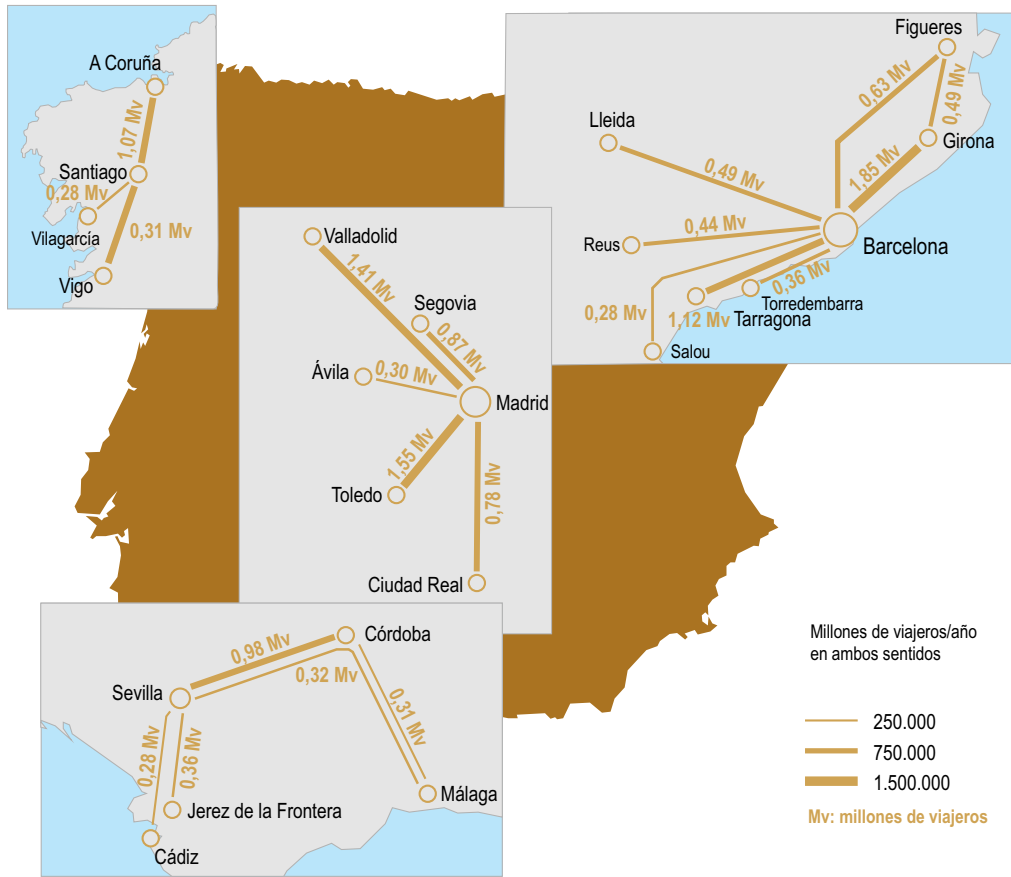 A Coruña
1,07 Mv
Santiago
0,28 Mv
Vilagarcía
0,31 Mv
Vigo
Figueres
0,63 Mv
0,49 Mv
Lleida
Girona
0,49 Mv
1,85 Mv
0,44 Mv
Reus
Barcelona
0,36 Mv
Torredembarra
0,28 Mv
1,12 Mv
Tarragona
Salou
Valladolid
1,41 Mv
Segovia
0,87 Mv
Ávila
0,30 Mv
Madrid
1,55 Mv
Toledo
0,78 Mv
Ciudad Real
Córdoba
0,98 Mv
0,32 Mv
Sevilla
0,31 Mv
0,28 Mv
0,36 Mv
Málaga
Jerez de la Frontera
Cádiz
Millones de viajeros/año
en ambos sentidos
250.000
750.000
1.500.000
Mv: millones de viajeros